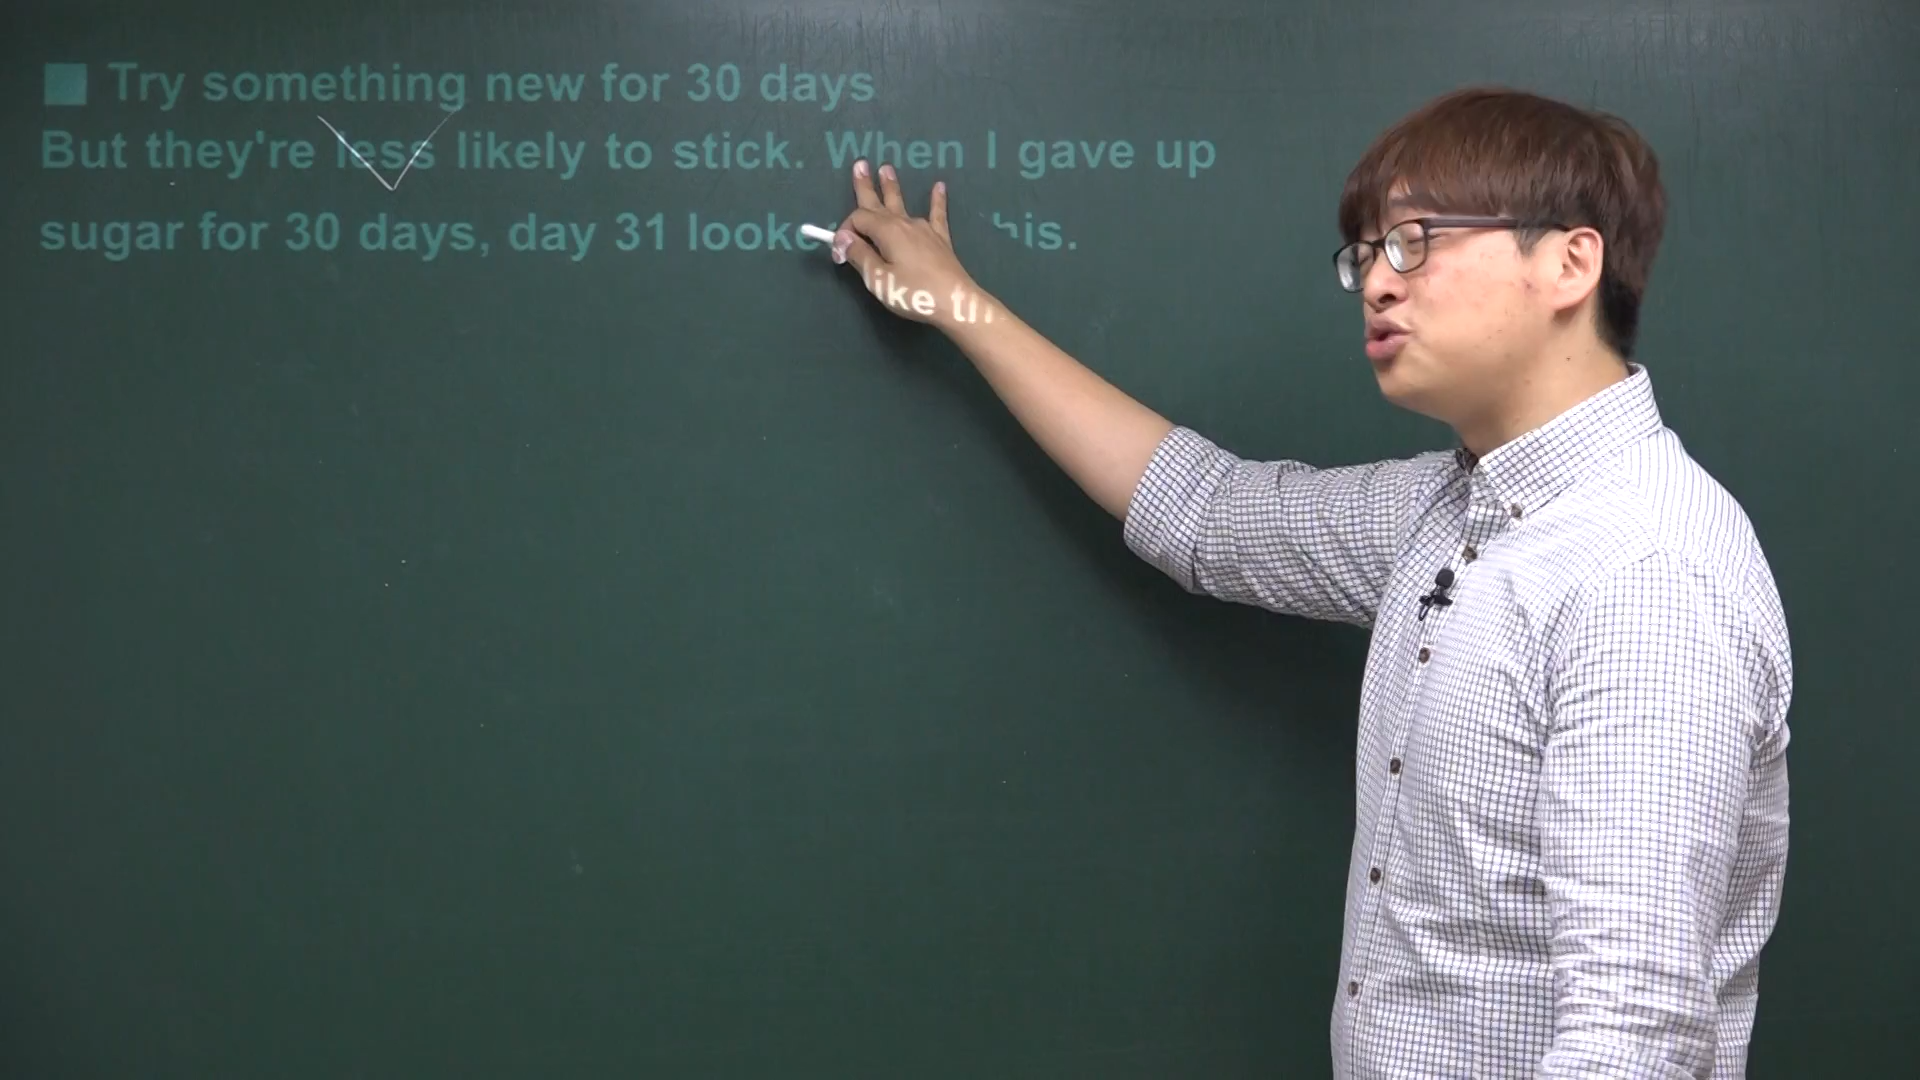 ■ Try something new for 30 days
But they're less likely to stick. When I gave up
sugar for 30 days, day 31 looked like this.